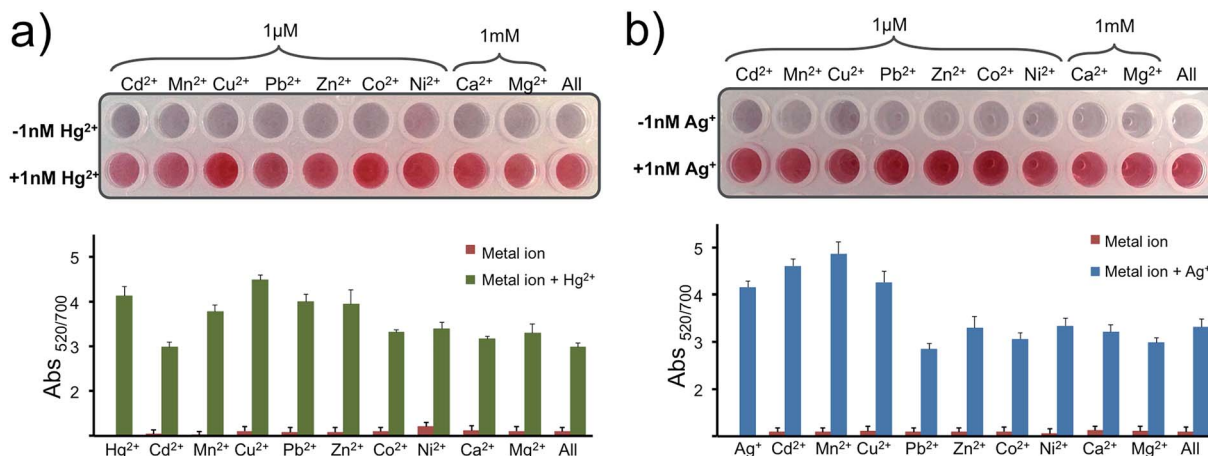 a)
1µM
1mM
Cd²⁺ Mn²⁺ Cu²⁺ Pb²⁺ Zn²⁺ Co²⁺ Ni²⁺ Ca²⁺ Mg²⁺ All
-1nM Hg²⁺
+1nM Hg²⁺
5
4
3
2
Abs 520/700
Metal ion
Metal ion + Hg²⁺
Hg²⁺ Cd²⁺ Mn²⁺ Cu²⁺ Pb²⁺ Zn²⁺ Co²⁺ Ni²⁺ Ca²⁺ Mg²⁺ All
b)
1µM
1mM
Cd²⁺ Mn²⁺ Cu²⁺ Pb²⁺ Zn²⁺ Co²⁺ Ni²⁺ Ca²⁺ Mg²⁺ All
-1nM Ag⁺
+1nM Ag⁺
5
4
3
2
Abs 520/700
Metal ion
Metal ion + Ag⁺
Ag⁺ Cd²⁺ Mn²⁺ Cu²⁺ Pb²⁺ Zn²⁺ Co²⁺ Ni²⁺ Ca²⁺ Mg²⁺ All